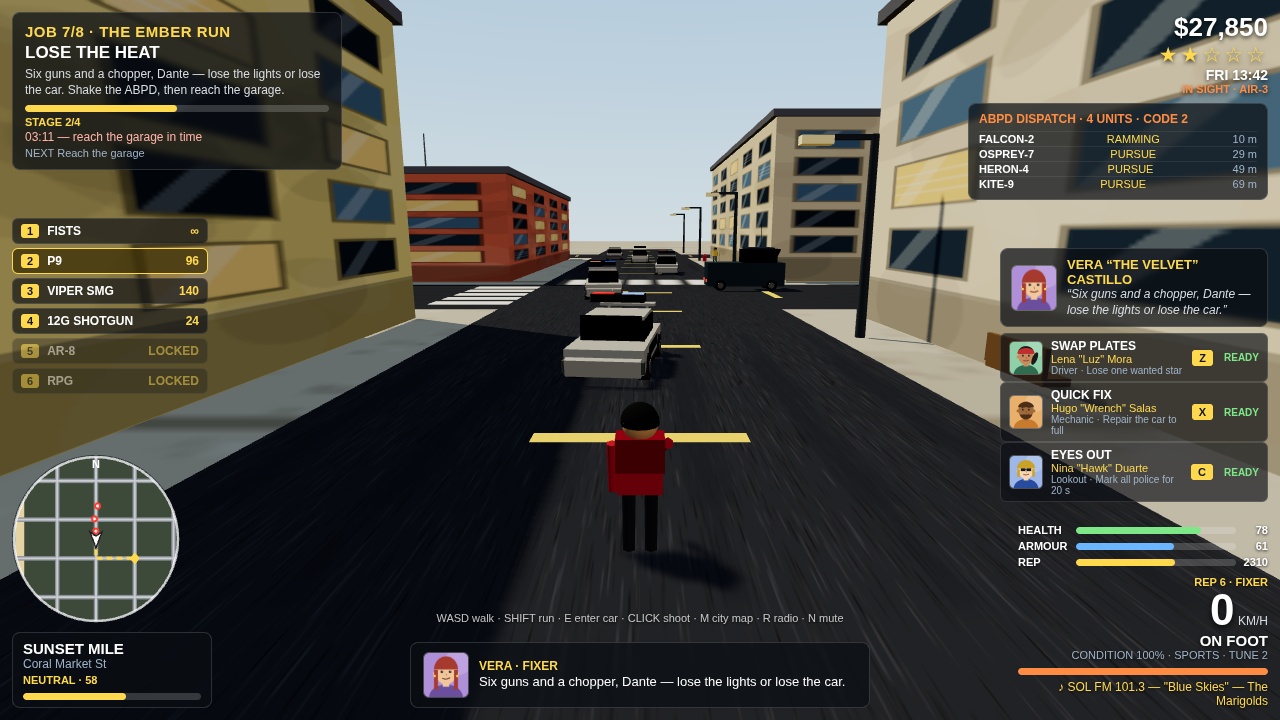 JOB 7/8 · THE EMBER RUN
LOSE THE HEAT
Six guns and a chopper, Dante — lose the lights or lose
the car. Shake the ABPD, then reach the garage.
STAGE 2/4
03:11 — reach the garage in time
NEXT Reach the garage
$27,850
★ ★ ☆ ☆ ☆
FRI 13:42
IN SIGHT · AIR-3
ABPD DISPATCH · 4 UNITS · CODE 2
FALCON-2 RAMMING 10 m
OSPREY-7 PURSUE 29 m
HERON-4 PURSUE 49 m
KITE-9 PURSUE 69 m
1 FISTS ∞
2 P9 96
3 VIPER SMG 140
4 12G SHOTGUN 24
5 AR-8 LOCKED
6 RPG LOCKED
VERA “THE VELVET”
CASTILLO
“Six guns and a chopper, Dante —
lose the lights or lose the car.”
SWAP PLATES
Lena "Luz" Mora
Driver · Lose one wanted star
Z READY
QUICK FIX
Hugo "Wrench" Salas
Mechanic · Repair the car to
full
X READY
EYES OUT
Nina "Hawk" Duarte
Lookout · Mark all police for
20 s
C READY
N
HEALTH 78
ARMOUR 61
REP 2310
REP 6 · FIXER
0 KM/H
ON FOOT
CONDITION 100% · SPORTS · TUNE 2
♪ SOL FM 101.3 — "Blue Skies" — The
Marigolds
SUNSET MILE
Coral Market St
NEUTRAL · 58
WASD walk · SHIFT run · E enter car · CLICK shoot · M city map · R radio · N mute
VERA · FIXER
Six guns and a chopper, Dante — lose the lights or lose the car.